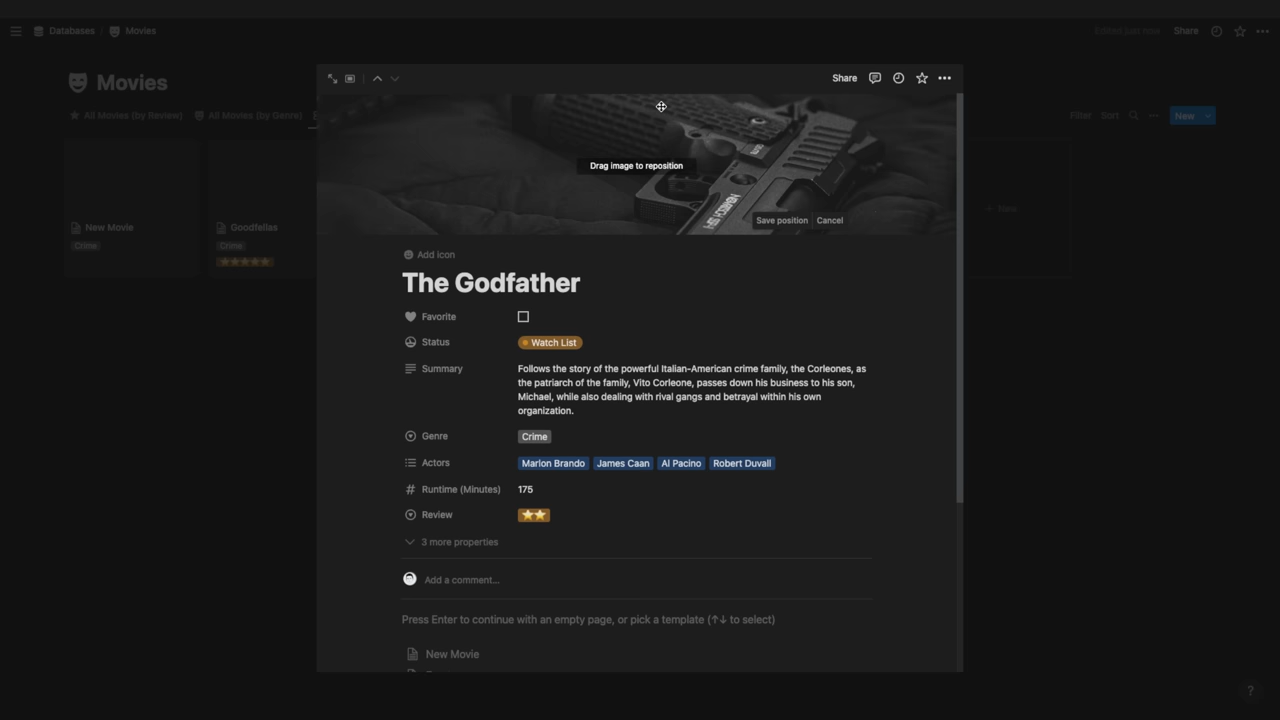 Databases / Movies
Edited just now
Share
Movies
All Movies (by Review)
All Movies (by Genre)
Filter
Sort
New
New Movie
Crime
Goodfellas
Crime
New
Share
Drag image to reposition
Save position
Cancel
Add icon
The Godfather
Favorite
Status
Watch List
Summary
Follows the story of the powerful Italian-American crime family, the Corleones, as
the patriarch of the family, Vito Corleone, passes down his business to his son,
Michael, while also dealing with rival gangs and betrayal within his own
organization.
Genre
Crime
Actors
Marlon Brando James Caan Al Pacino Robert Duvall
Runtime (Minutes)
175
Review
3 more properties
Add a comment...
Press Enter to continue with an empty page, or pick a template (↑↓ to select)
New Movie
?